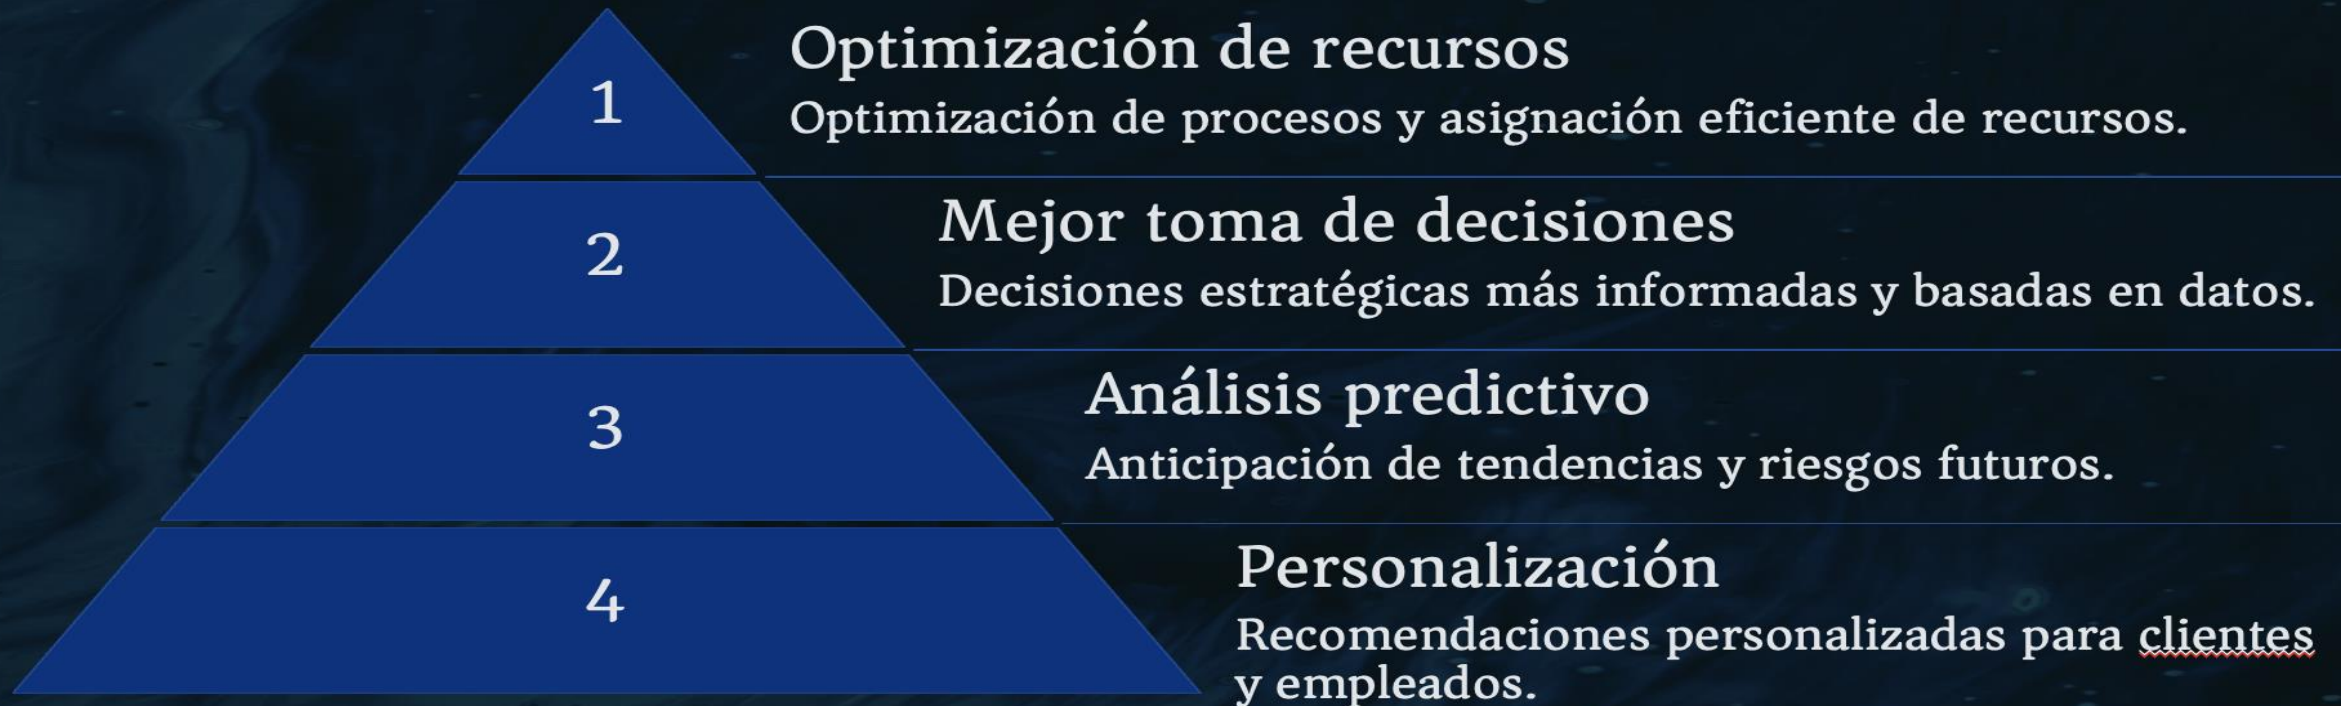 1
Optimización de recursos
Optimización de procesos y asignación eficiente de recursos.
2
Mejor toma de decisiones
Decisiones estratégicas más informadas y basadas en datos.
3
Análisis predictivo
Anticipación de tendencias y riesgos futuros.
4
Personalización
Recomendaciones personalizadas para clientes
y empleados.